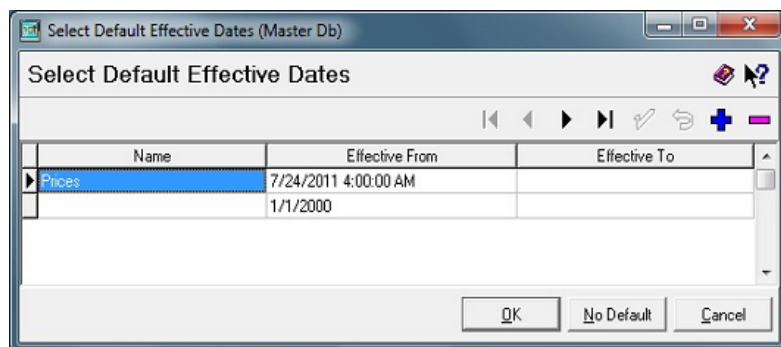 Select Default Effective Dates (Master Db)
Select Default Effective Dates
Name Effective From Effective To
Prices 7/24/2011 4:00:00 AM
1/1/2000
OK No Default Cancel